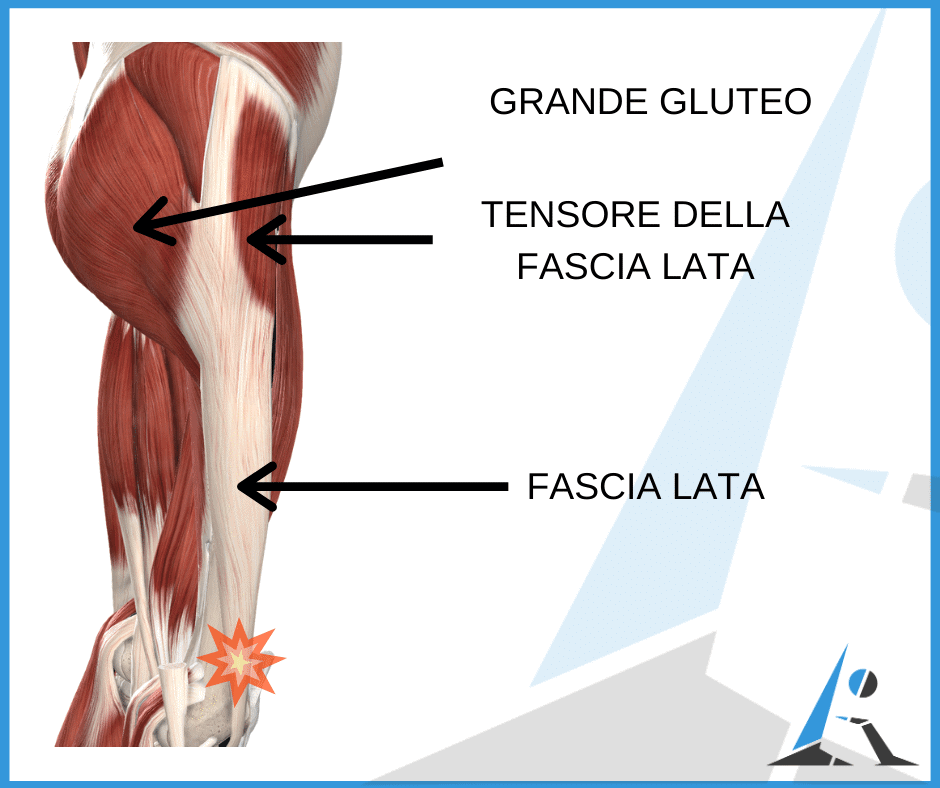 GRANDE GLUTEO
TENSORE DELLA
FASCIA LATA
FASCIA LATA